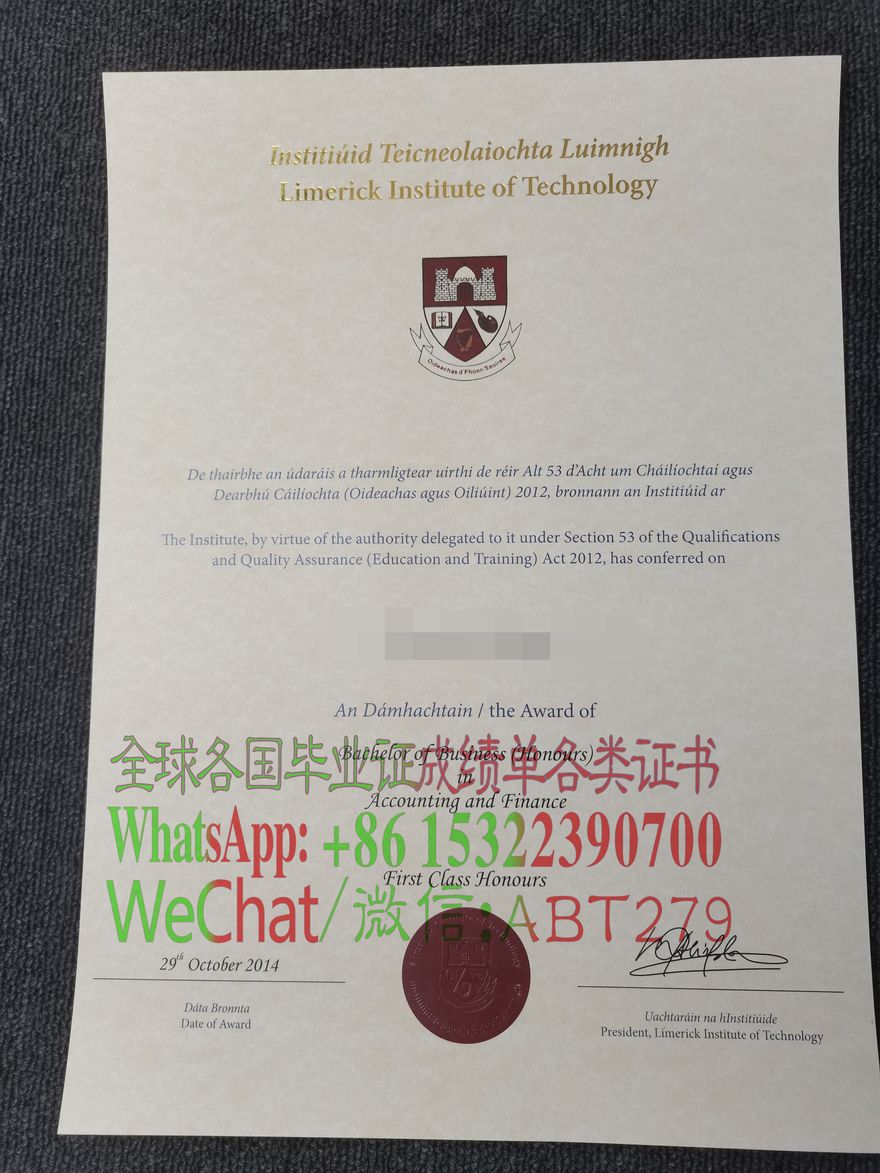 Institiúid Teicneolaiochta Luimnigh
Limerick Institute of Technology
Oideachas d'Fhonn Saoirse
De thairbhe an údaráis a tharmligtear uirthi de réir Alt 53 d'Acht um Cháilíochtaí agus
Dearbhú Cáilíochta (Oideachas agus Oiliúint) 2012, bronnann an Institiúid ar
The Institute, by virtue of the authority delegated to it under Section 53 of the Qualifications
and Quality Assurance (Education and Training) Act 2012, has conferred on
An Dámhachtain / the Award of
Bachelor of Business (Honours)
全球各国毕业证成绩单各类证书
in
Accounting and Finance
WhatsApp: +86 15322390700
First Class Honours
WeChat/微信:ABT279
29th October 2014
Dáta Bronnta
Date of Award
Uachtaráin na hInstitiúide
President, Limerick Institute of Technology